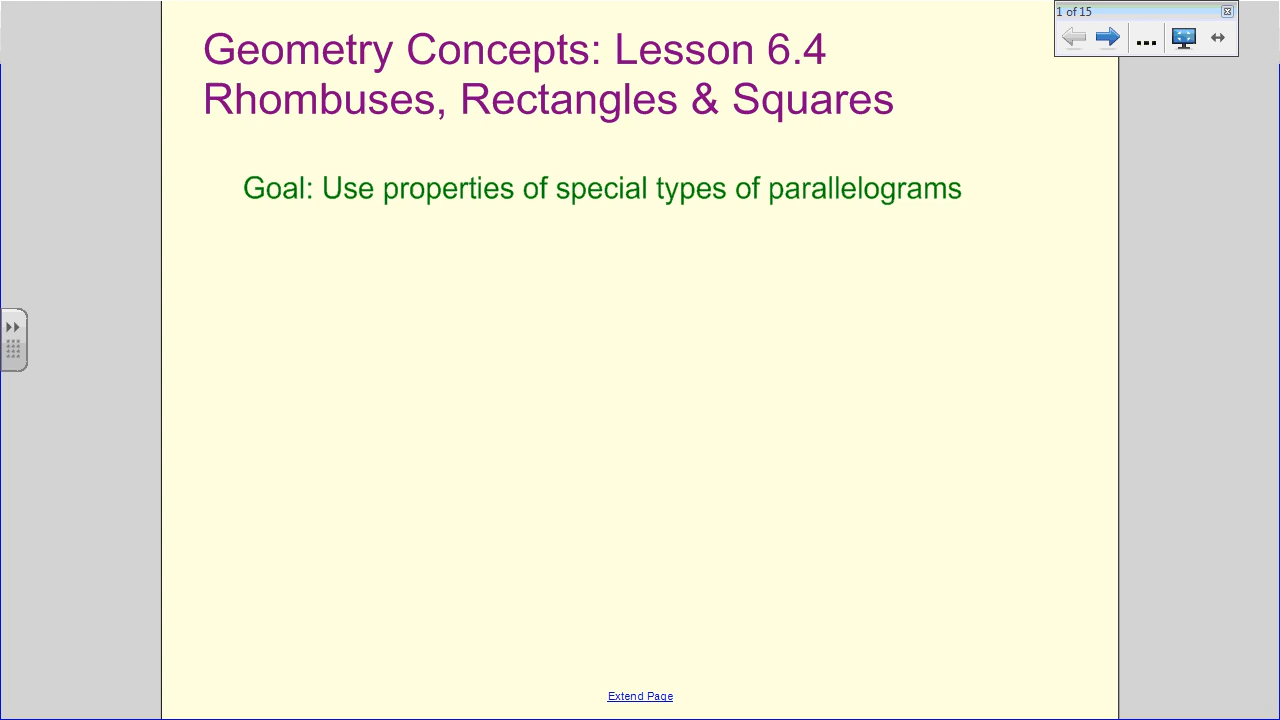 1 of 15
Geometry Concepts: Lesson 6.4
Rhombuses, Rectangles & Squares
Goal: Use properties of special types of parallelograms
Extend Page